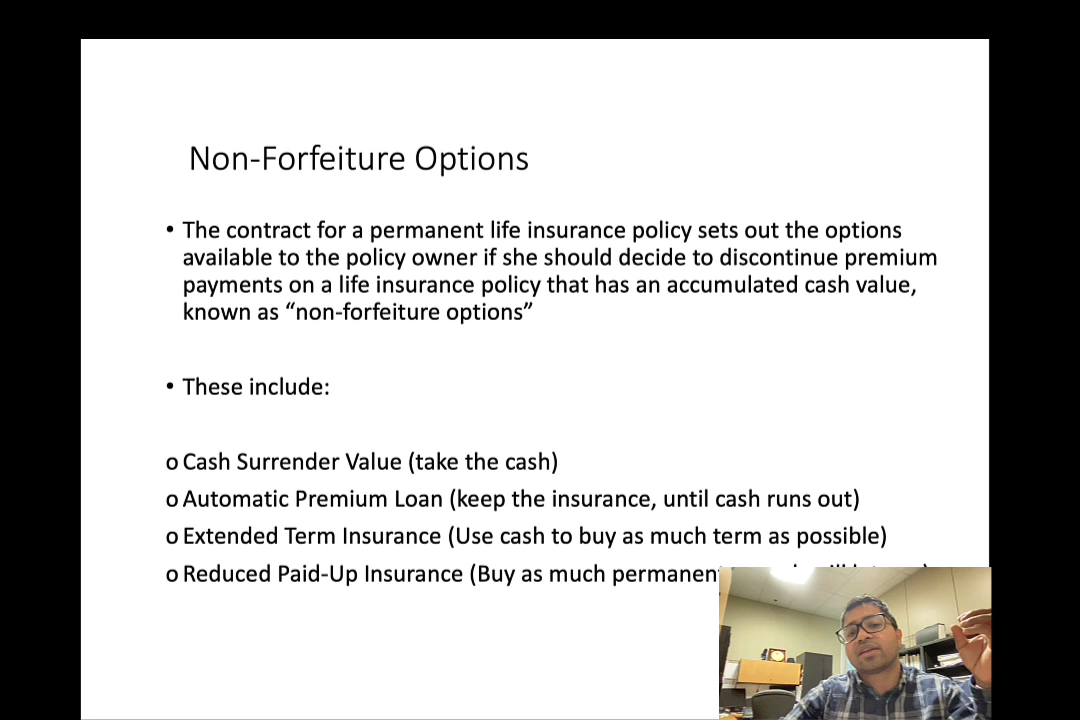 Non-Forfeiture Options
• The contract for a permanent life insurance policy sets out the options
available to the policy owner if she should decide to discontinue premium
payments on a life insurance policy that has an accumulated cash value,
known as “non-forfeiture options”
• These include:
o Cash Surrender Value (take the cash)
o Automatic Premium Loan (keep the insurance, until cash runs out)
o Extended Term Insurance (Use cash to buy as much term as possible)
o Reduced Paid-Up Insurance (Buy as much permanent